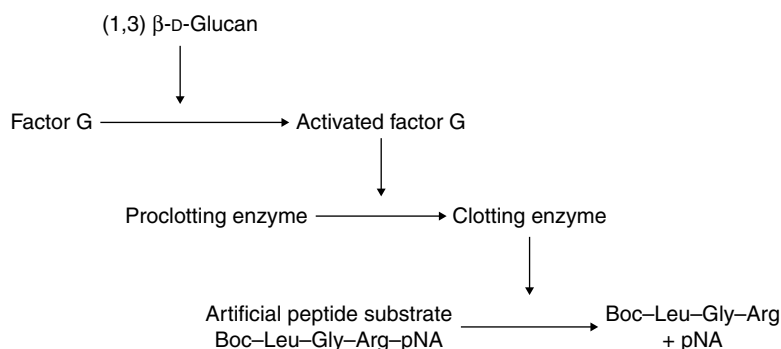 (1,3) β-D-Glucan
Factor G
Activated factor G
Proclotting enzyme
Clotting enzyme
Artificial peptide substrate
Boc–Leu–Gly–Arg–pNA
Boc–Leu–Gly–Arg
+ pNA